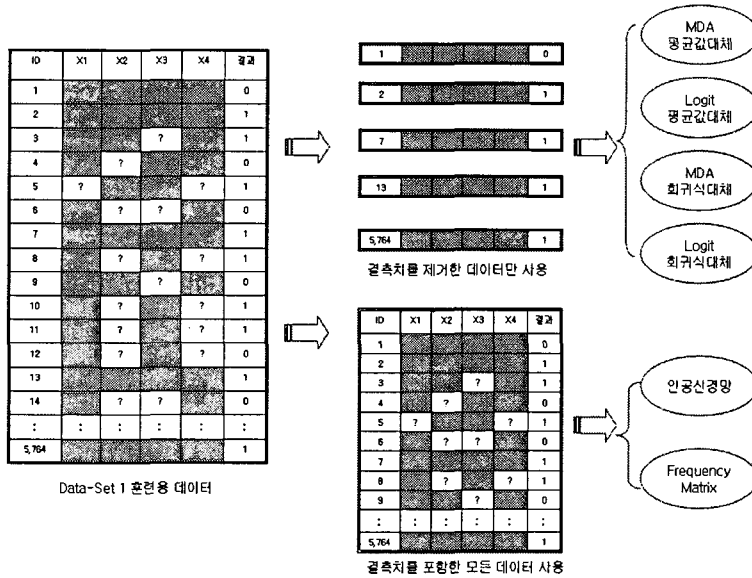 ID X1 X2 X3 X4 결과
1 0
2 1
3 ? 1
4 ? 0
5 ? ? 1
6 ? ? 0
7 1
8 ? ? 1
9 ? 0
10 ? ? 1
11 ? ? 1
12 ? ? 0
13 1
14 ? ? 0
: : : : : :
5,764 1
Data-Set 1 훈련용 데이터
1 0
2 1
7 1
13 1
5,764 1
결측치를 제거한 데이터만 사용
ID X1 X2 X3 X4 결과
1 0
2 1
3 ? 1
4 ? 0
5 ? ? 1
6 ? ? 0
7 1
8 ? ? 1
9 ? 0
: : : : : :
5,764 1
결측치를 포함한 모든 데이터 사용
MDA
평균값대체
Logit
평균값대체
MDA
회귀식대체
Logit
회귀식대체
인공신경망
Frequency
Matrix